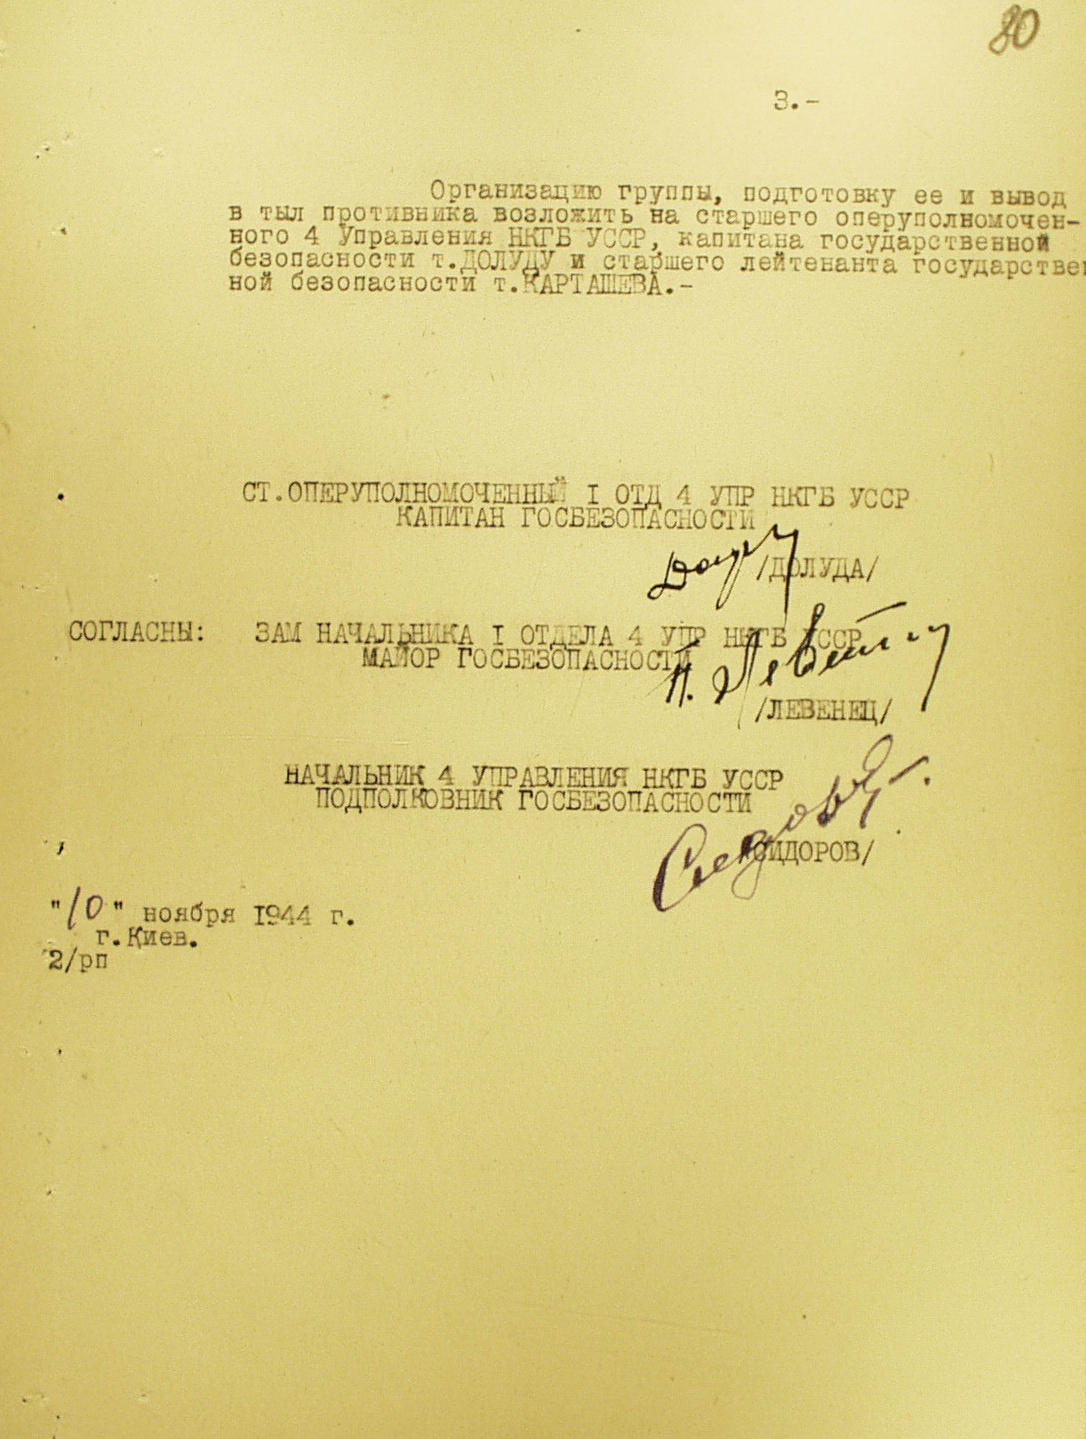 80
3.-
Организацию группы, подготовку ее и вывод
в тыл противника возложить на старшего оперуполномочен-
ного 4 Управления НКГБ УССР, капитана государственной
безопасности т.ДОЛУДУ и старшего лейтенанта государствен
ной безопасности т.КАРТАШЕВА.-
СТ.ОПЕРУПОЛНОМОЧЕННЫЙ I ОТД 4 УПР НКГБ УССР
КАПИТАН ГОСБЕЗОПАСНОСТИ
/ДОЛУДА/
СОГЛАСНЫ: ЗАМ НАЧАЛЬНИКА I ОТДЕЛА 4 УПР НКГБ УССР
МАЙОР ГОСБЕЗОПАСНОСТИ
/ЛЕВЕНЕЦ/
НАЧАЛЬНИК 4 УПРАВЛЕНИЯ НКГБ УССР
ПОДПОЛКОВНИК ГОСБЕЗОПАСНОСТИ
/СИДОРОВ/
"10" ноября 1944 г.
г.Киев.
2/рп